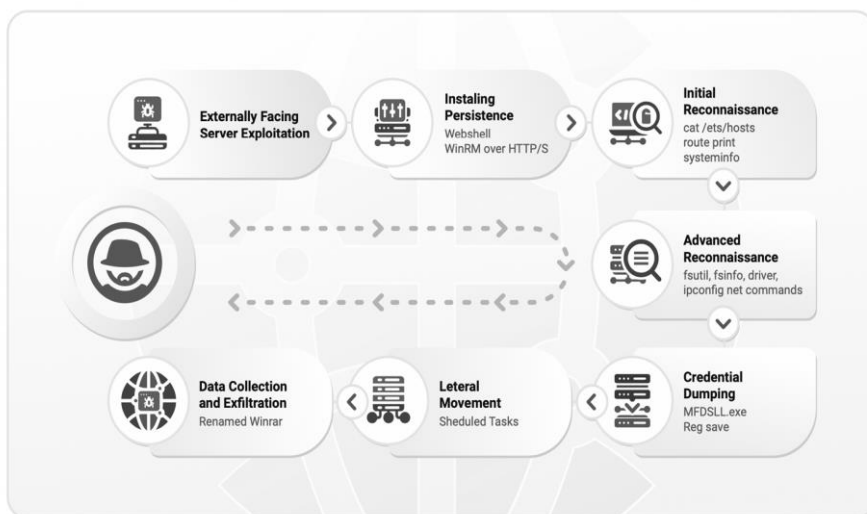 Externally Facing
Server Exploitation
Instaling
Persistence
Webshell
WinRM over HTTP/S
Initial
Reconnaissance
cat /ets/hosts
route print
systeminfo
Advanced
Reconnaissance
fsutil, fsinfo, driver,
ipconfig net commands
Credential
Dumping
MFDSLL.exe
Reg save
Leteral
Movement
Sheduled Tasks
Data Collection
and Exfiltration
Renamed Winrar